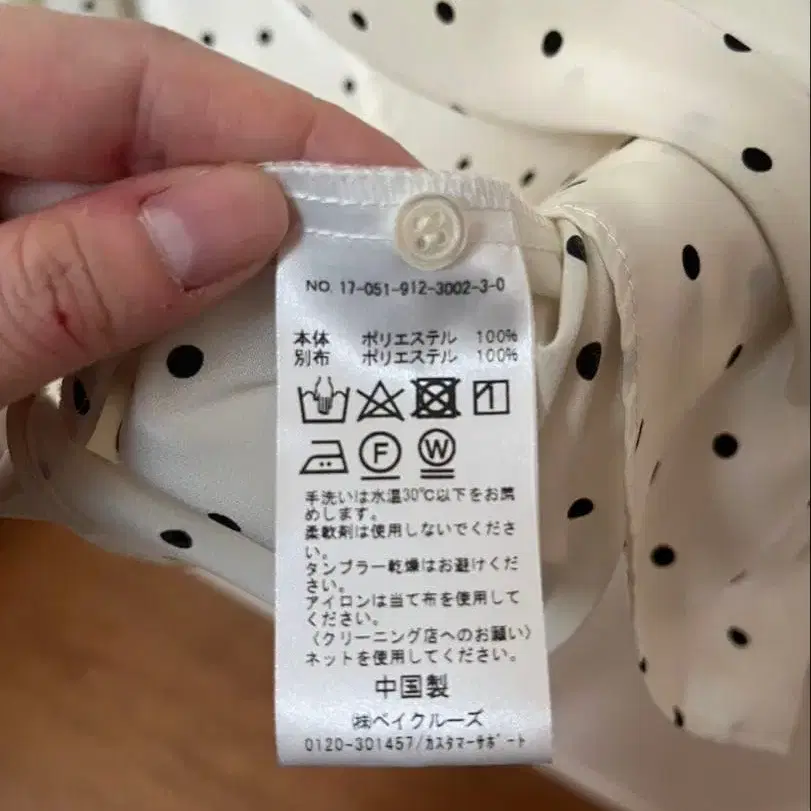 NO. 17-051-912-3002-3-0
本体 ポリエステル 100%
別布 ポリエステル 100%
F W
手洗いは水温30℃以下をお薦
めします。
柔軟剤は使用しないでくださ
い。
タンブラー乾燥はお避けくだ
さい。
アイロンは当て布を使用して
ください。
〈クリーニング店へのお願い〉
ネットを使用してください。
中国製
㈱ベイクルーズ
0120-301457/ｶｽﾀﾏｰｻﾎﾟｰﾄ